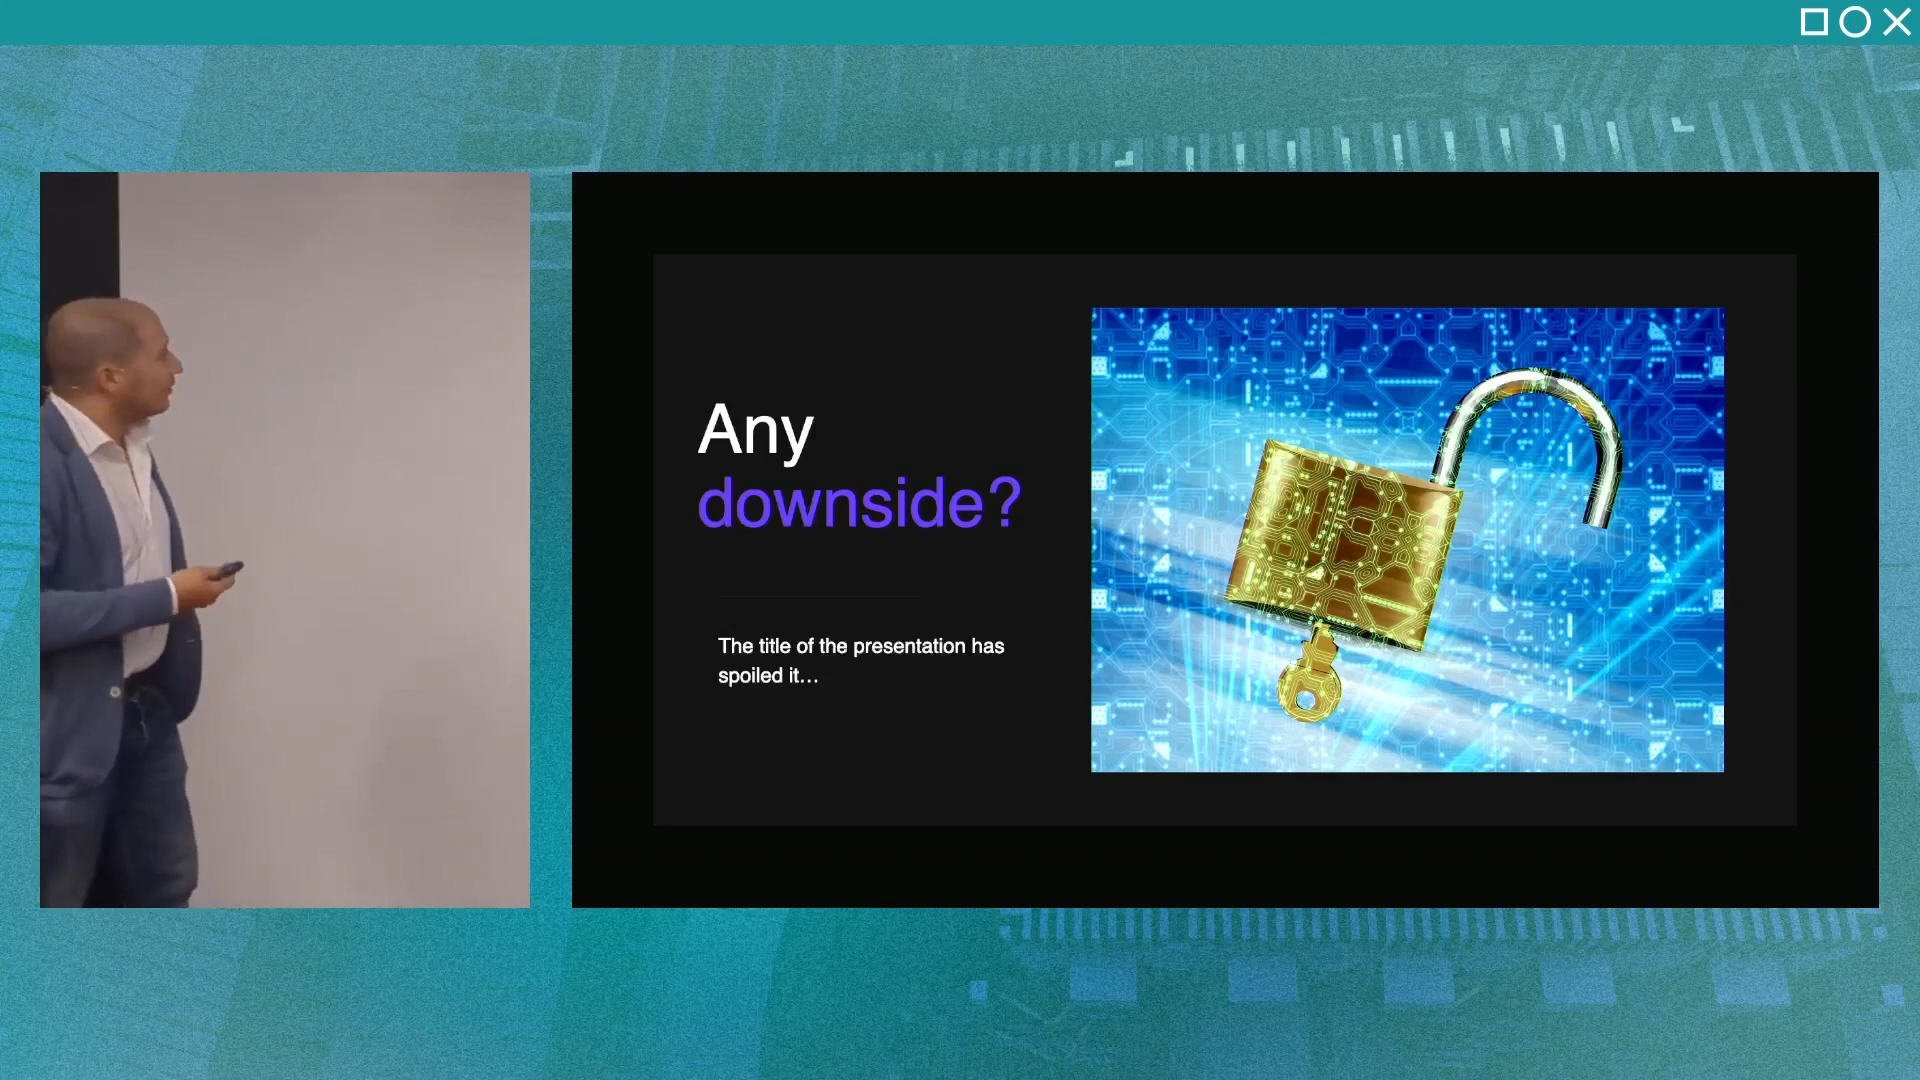 Any
downside?
The title of the presentation has
spoiled it...